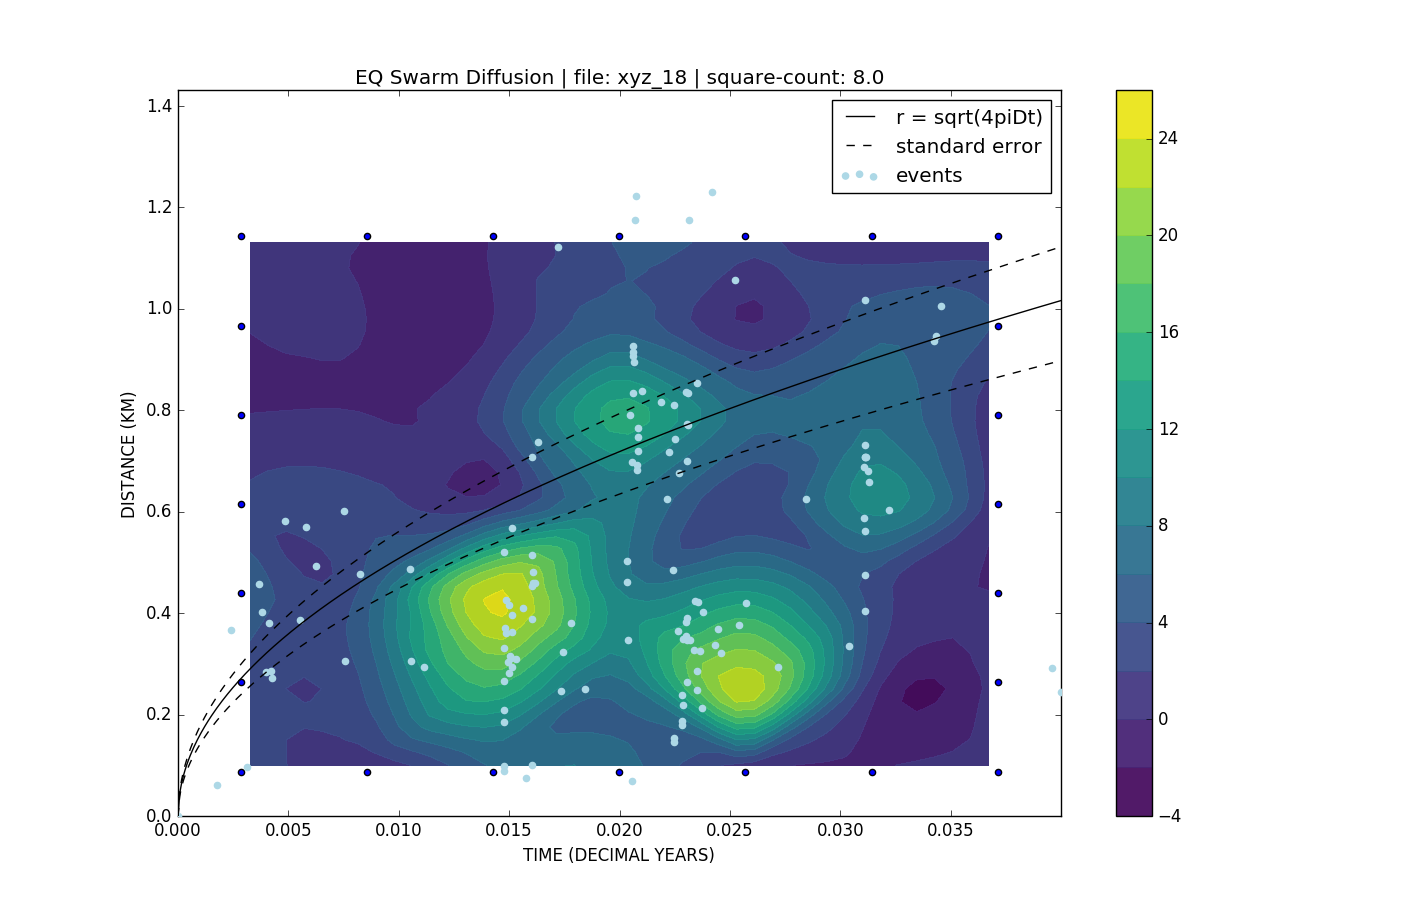 EQ Swarm Diffusion | file: xyz_18 | square-count: 8.0
r = sqrt(4piDt)
standard error
events
DISTANCE (KM)
1.4
1.2
1.0
0.8
0.6
0.4
0.2
0.0
0.000 0.005 0.010 0.015 0.020 0.025 0.030 0.035
TIME (DECIMAL YEARS)
24
20
16
12
8
4
0
−4